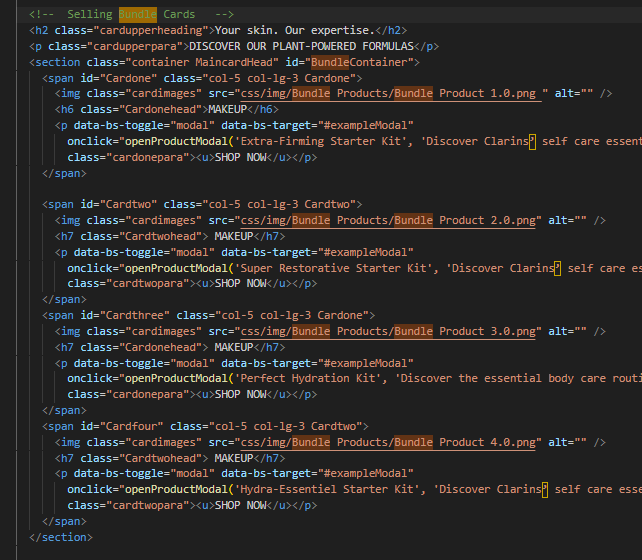 <!--  Selling Bundle Cards   -->
<h2 class="cardupperheading">Your skin. Our expertise.</h2>
<p class="cardupperpara">DISCOVER OUR PLANT-POWERED FORMULAS</p>
<section class="container MaincardHead" id="BundleContainer">
<span id="Cardone" class="col-5 col-lg-3 Cardone">
<img class="cardimages" src="css/img/Bundle Products/Bundle Product 1.0.png " alt="" />
<h6 class="Cardonehead">MAKEUP</h6>
<p data-bs-toggle="modal" data-bs-target="#exampleModal"
onclick="openProductModal('Extra-Firming Starter Kit', 'Discover Clarins’ self care essent
class="cardonepara"><u>SHOP NOW</u></p>
</span>
<span id="Cardtwo" class="col-5 col-lg-3 Cardtwo">
<img class="cardimages" src="css/img/Bundle Products/Bundle Product 2.0.png" alt="" />
<h7 class="Cardtwohead"> MAKEUP</h7>
<p data-bs-toggle="modal" data-bs-target="#exampleModal"
onclick="openProductModal('Super Restorative Starter Kit', 'Discover Clarins’ self care es
class="cardtwopara"><u>SHOP NOW</u></p>
</span>
<span id="Cardthree" class="col-5 col-lg-3 Cardone">
<img class="cardimages" src="css/img/Bundle Products/Bundle Product 3.0.png" alt="" />
<h7 class="Cardonehead"> MAKEUP</h7>
<p data-bs-toggle="modal" data-bs-target="#exampleModal"
onclick="openProductModal('Perfect Hydration Kit', 'Discover the essential body care routi
class="cardonepara"><u>SHOP NOW</u></p>
</span>
<span id="Cardfour" class="col-5 col-lg-3 Cardtwo">
<img class="cardimages" src="css/img/Bundle Products/Bundle Product 4.0.png" alt="" />
<h7 class="Cardtwohead"> MAKEUP</h7>
<p data-bs-toggle="modal" data-bs-target="#exampleModal"
onclick="openProductModal('Hydra-Essentiel Starter Kit', 'Discover Clarins’ self care esse
class="cardtwopara"><u>SHOP NOW</u></p>
</span>
</section>